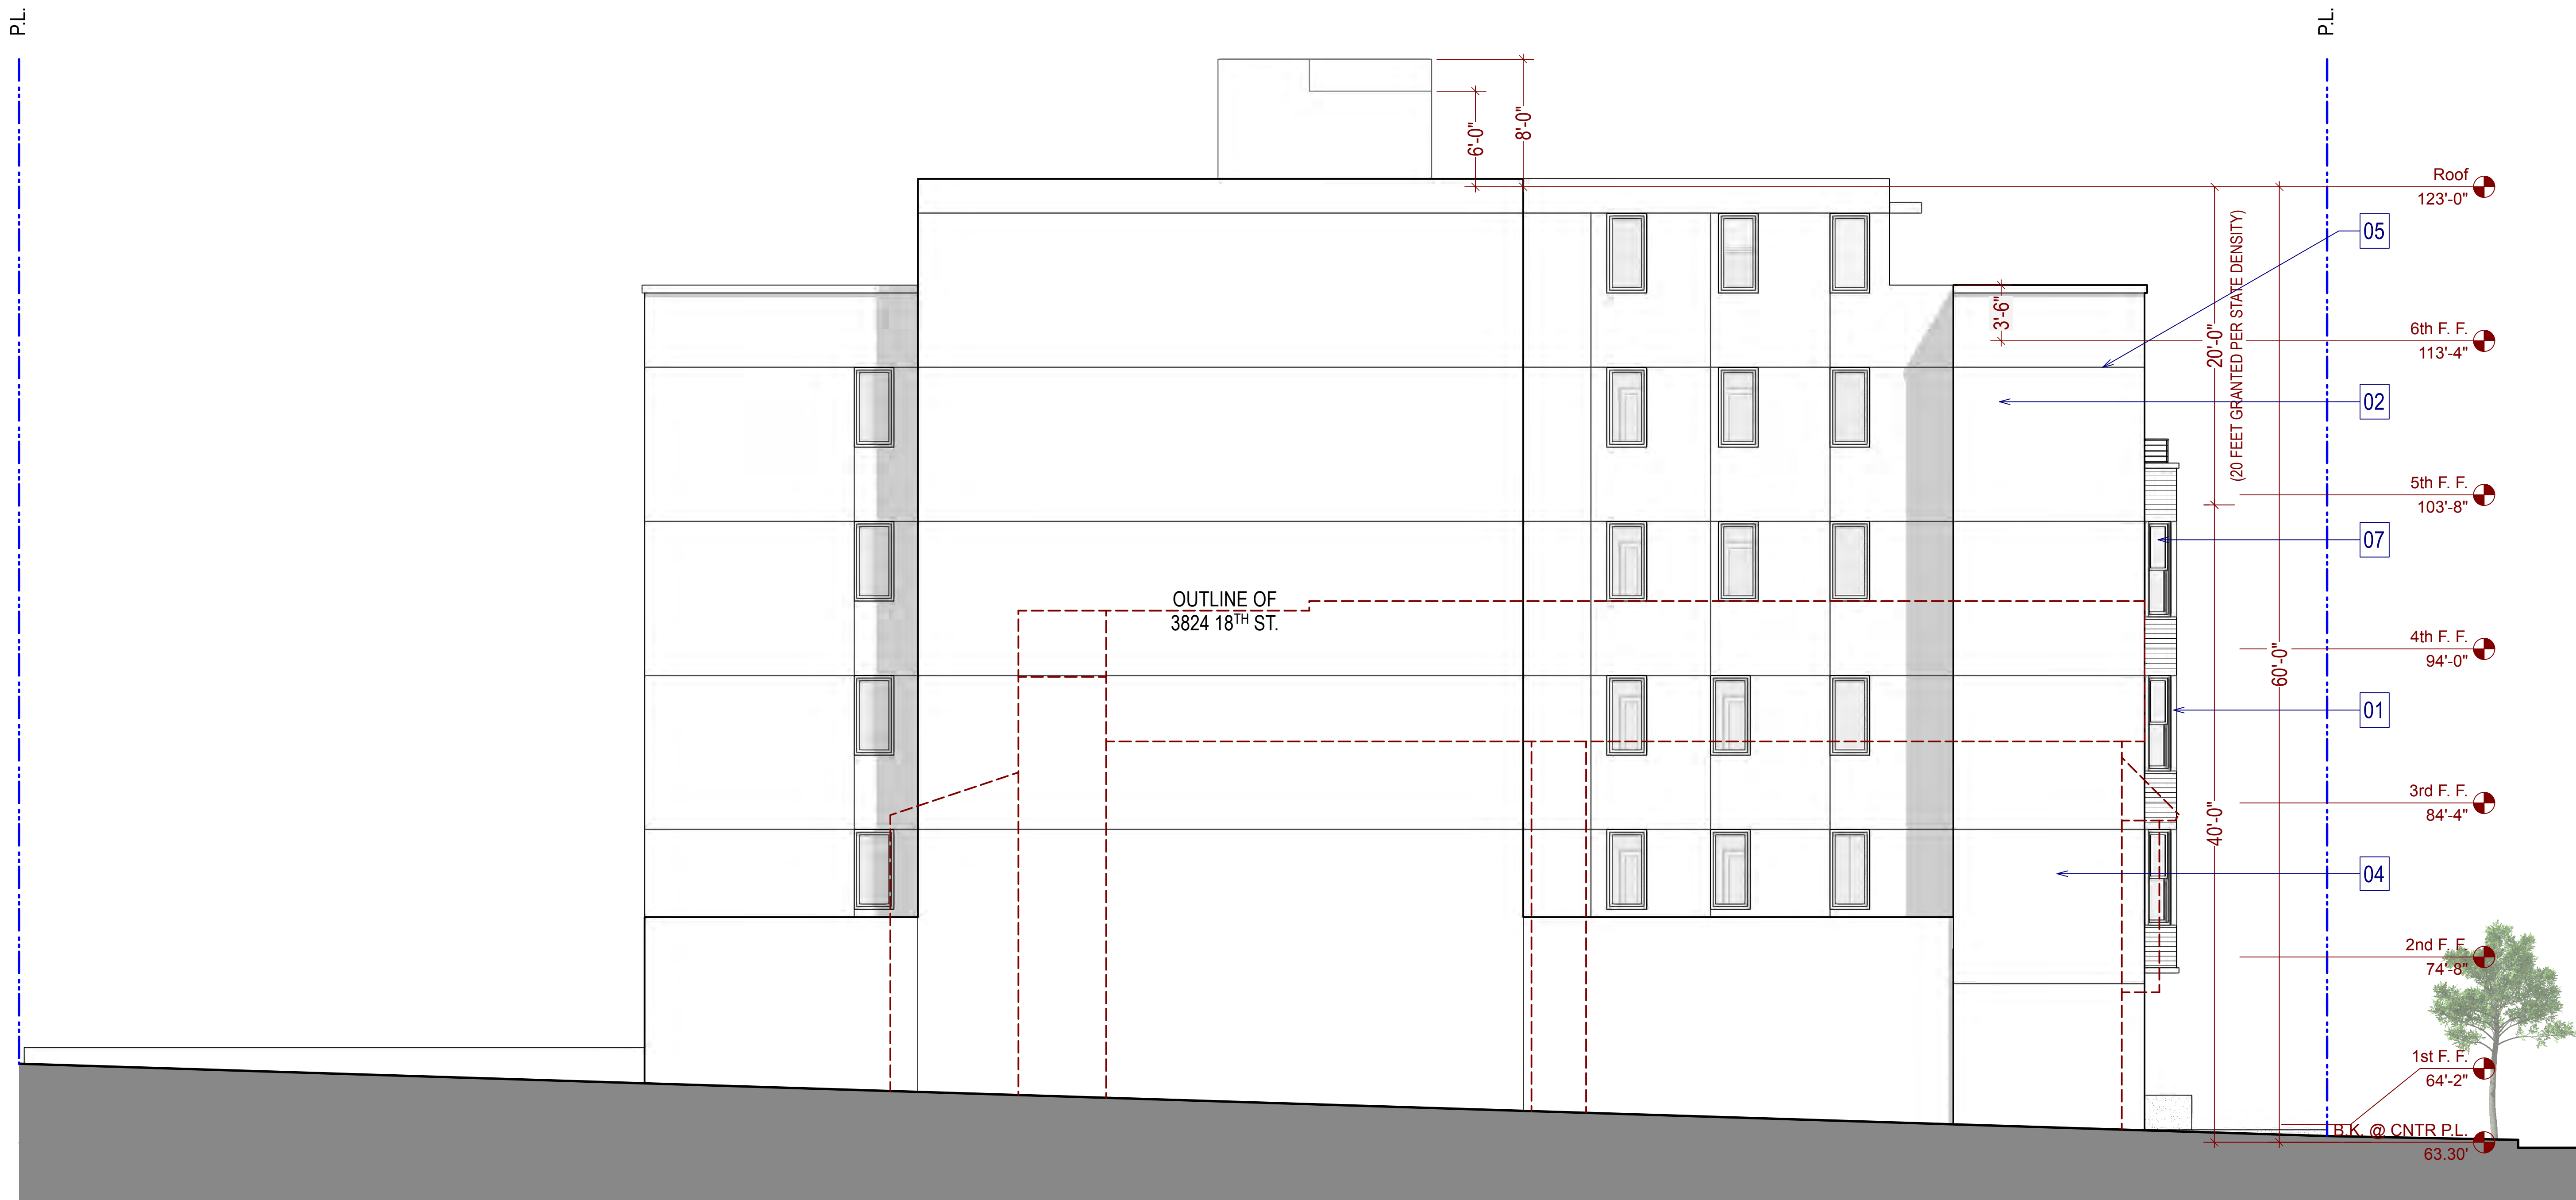 P.L.
P.L.
8'-0"
6'-0"
Roof
123'-0"
05
(20 FEET GRANTED PER STATE DENSITY)
20'-0"
3'-6"
6th F. F.
113'-4"
02
5th F. F.
103'-8"
07
OUTLINE OF
3824 18TH ST.
4th F. F.
94'-0"
60'-0"
01
3rd F. F.
84'-4"
40'-0"
04
2nd F. F.
74'-8"
1st F. F.
64'-2"
B.K. @ CNTR P.L.
63.30'